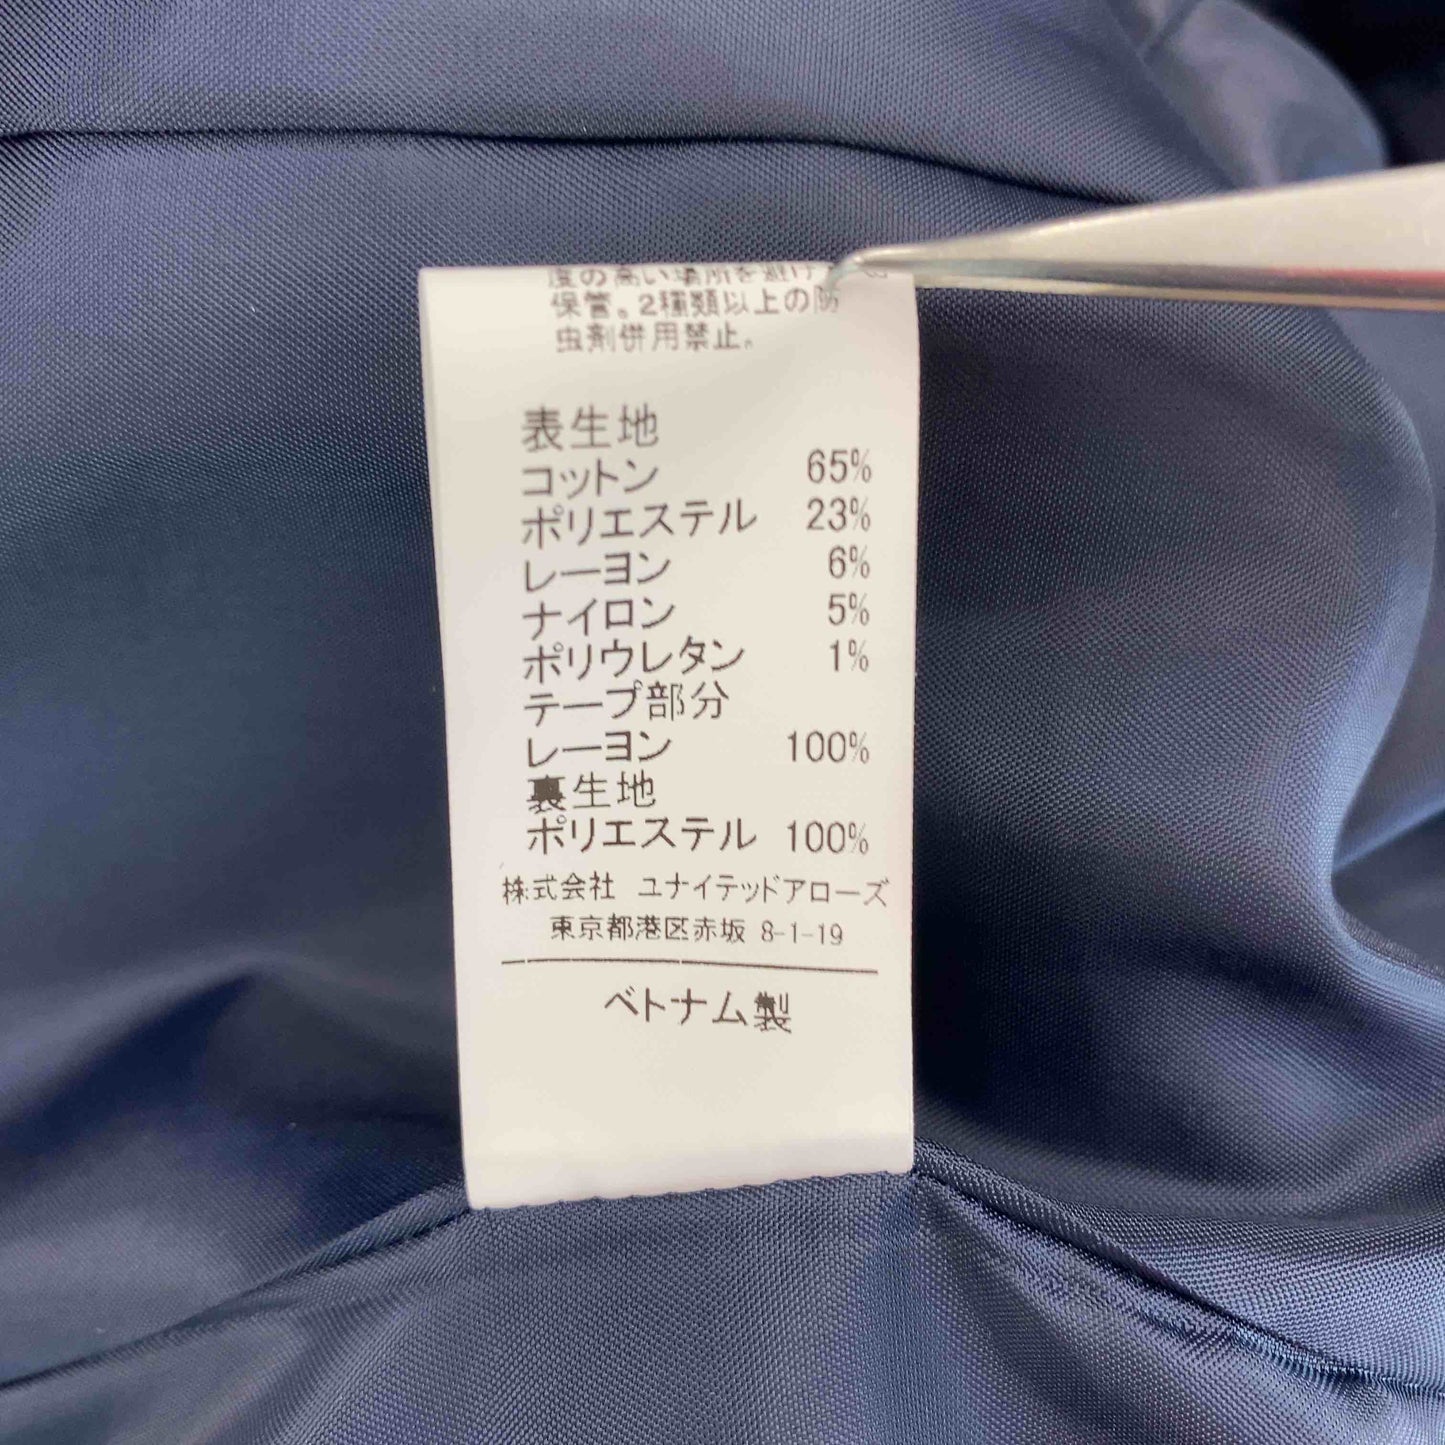 度の高い場所を避け
保管。2種類以上の防
虫剤併用禁止。
表生地
コットン 65%
ポリエステル 23%
レーヨン 6%
ナイロン 5%
ポリウレタン 1%
テープ部分
レーヨン 100%
裏生地
ポリエステル 100%
株式会社 ユナイテッドアローズ
東京都港区赤坂 8-1-19
ベトナム製